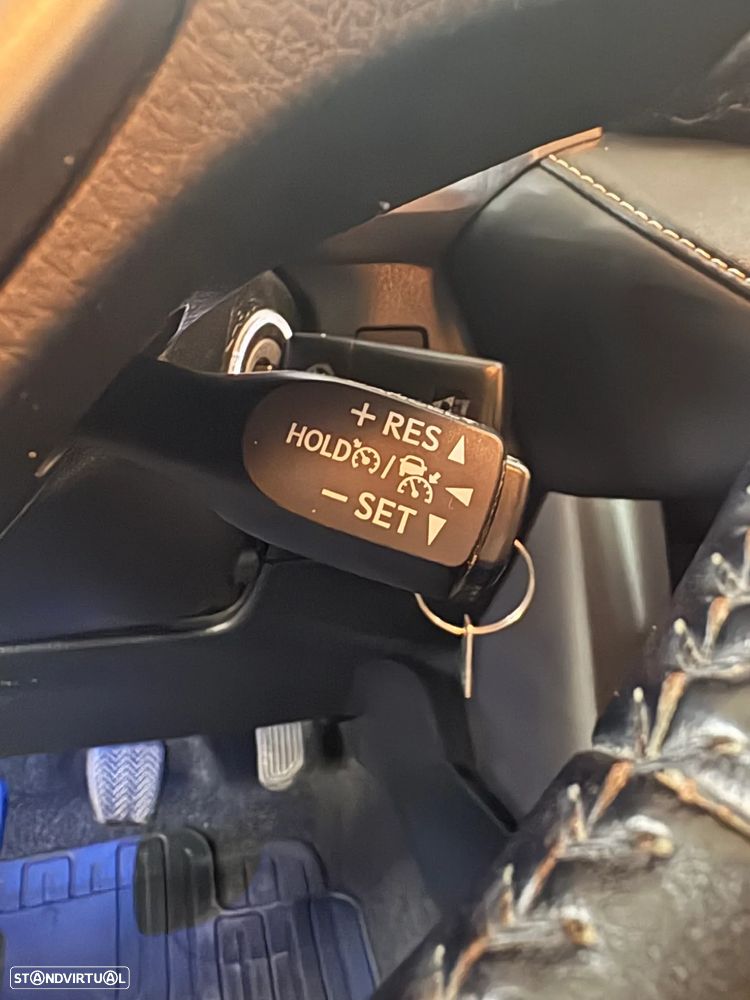 + RES
HOLD /
− SET
STANDVIRTUAL